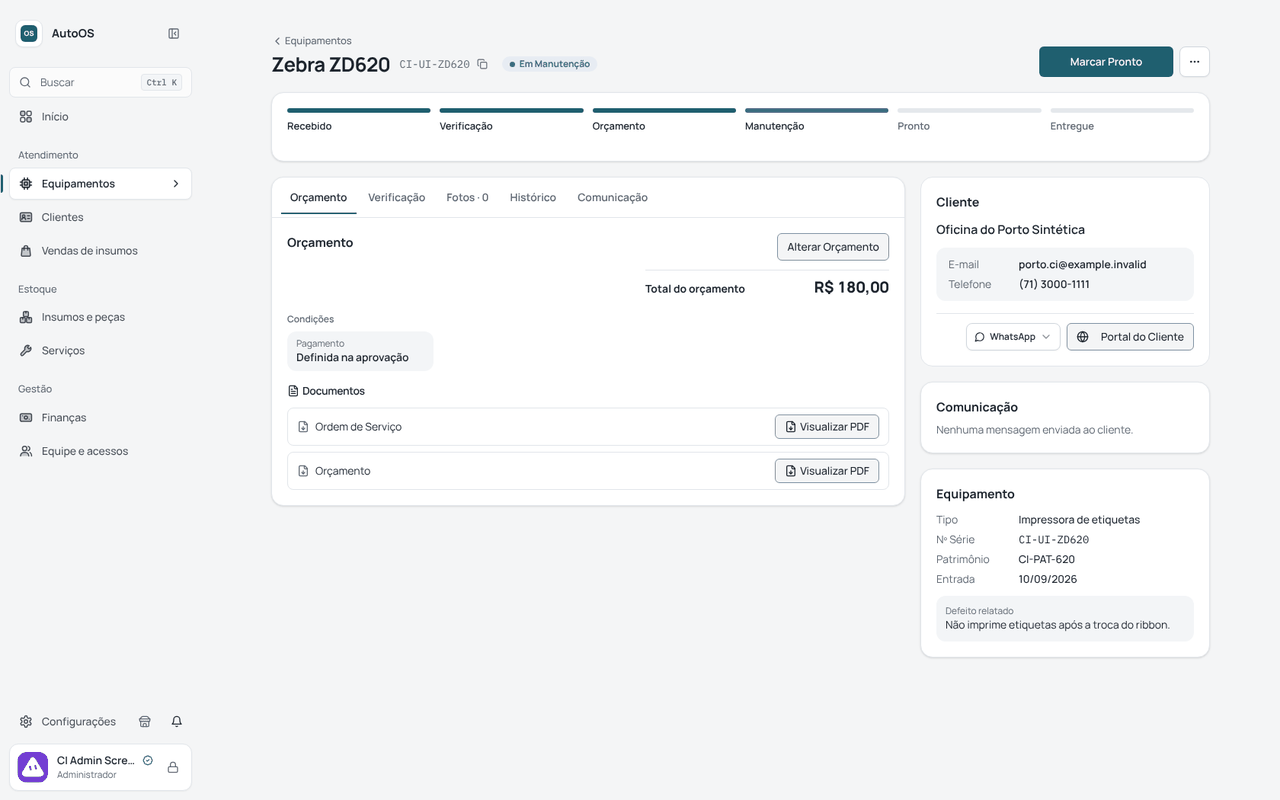 OS AutoOS
Buscar Ctrl K
Início
Atendimento
Equipamentos
Clientes
Vendas de insumos
Estoque
Insumos e peças
Serviços
Gestão
Finanças
Equipe e acessos
Configurações
CI Admin Scre...
Administrador
Equipamentos
Zebra ZD620 CI-UI-ZD620 Em Manutenção
Marcar Pronto
Recebido Verificação Orçamento Manutenção Pronto Entregue
Orçamento Verificação Fotos · 0 Histórico Comunicação
Orçamento
Alterar Orçamento
Total do orçamento R$ 180,00
Condições
Pagamento
Definida na aprovação
Documentos
Ordem de Serviço Visualizar PDF
Orçamento Visualizar PDF
Cliente
Oficina do Porto Sintética
E-mail porto.ci@example.invalid
Telefone (71) 3000-1111
WhatsApp Portal do Cliente
Comunicação
Nenhuma mensagem enviada ao cliente.
Equipamento
Tipo Impressora de etiquetas
Nº Série CI-UI-ZD620
Patrimônio CI-PAT-620
Entrada 10/09/2026
Defeito relatado
Não imprime etiquetas após a troca do ribbon.